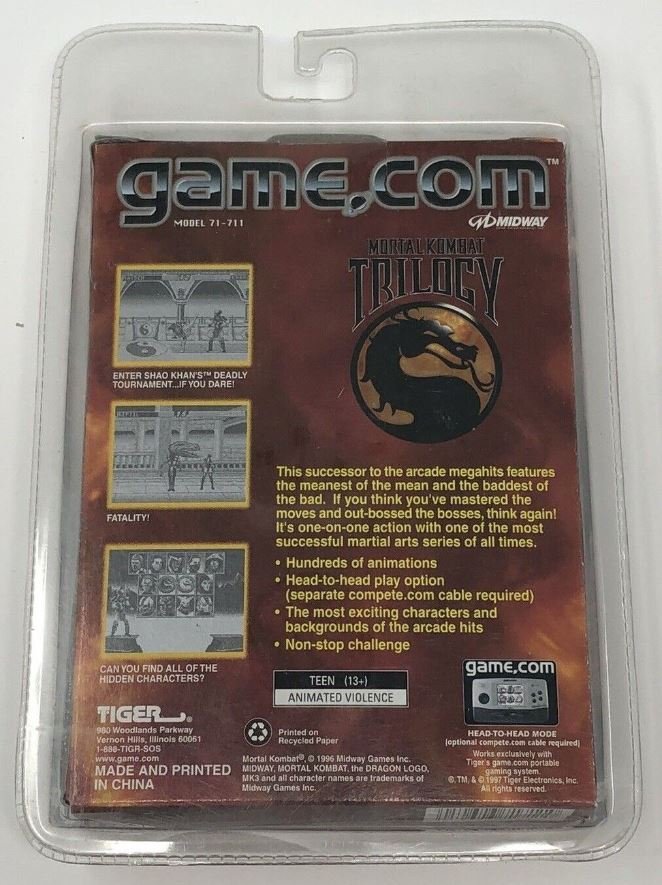 game.com™
MODEL 71-711
MIDWAY
MORTAL KOMBAT
TRILOGY
ENTER SHAO KHAN'S™ DEADLY
TOURNAMENT...IF YOU DARE!
FATALITY!
CAN YOU FIND ALL OF THE
HIDDEN CHARACTERS?
This successor to the arcade megahits features
the meanest of the mean and the baddest of
the bad. If you think you've mastered the
moves and out-bossed the bosses, think again!
It's one-on-one action with one of the most
successful martial arts series of all times.
• Hundreds of animations
• Head-to-head play option
(separate compete.com cable required)
• The most exciting characters and
backgrounds of the arcade hits
• Non-stop challenge
TEEN (13+)
ANIMATED VIOLENCE
TIGER®
980 Woodlands Parkway
Vernon Hills, Illinois 60061
1-888-TIGR-SOS
www.game.com
MADE AND PRINTED
IN CHINA
Printed on
Recycled Paper
Mortal Kombat®, © 1996 Midway Games Inc.
MIDWAY, MORTAL KOMBAT, the DRAGON LOGO,
MK3 and all character names are trademarks of
Midway Games Inc.
game.com
HEAD-TO-HEAD MODE
(optional compete.com cable required)
Works exclusively with
Tiger's game.com portable
gaming system.
®,TM, & © 1997 Tiger Electronics, Inc.
All rights reserved.